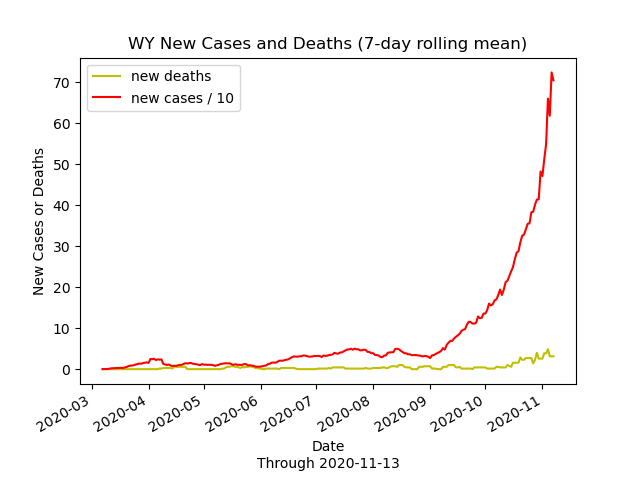 WY New Cases and Deaths (7-day rolling mean)
new deaths
new cases / 10
New Cases or Deaths
70
60
50
40
30
20
10
0
2020-03
2020-04
2020-05
2020-06
2020-07
2020-08
2020-09
2020-10
2020-11
Date
Through 2020-11-13